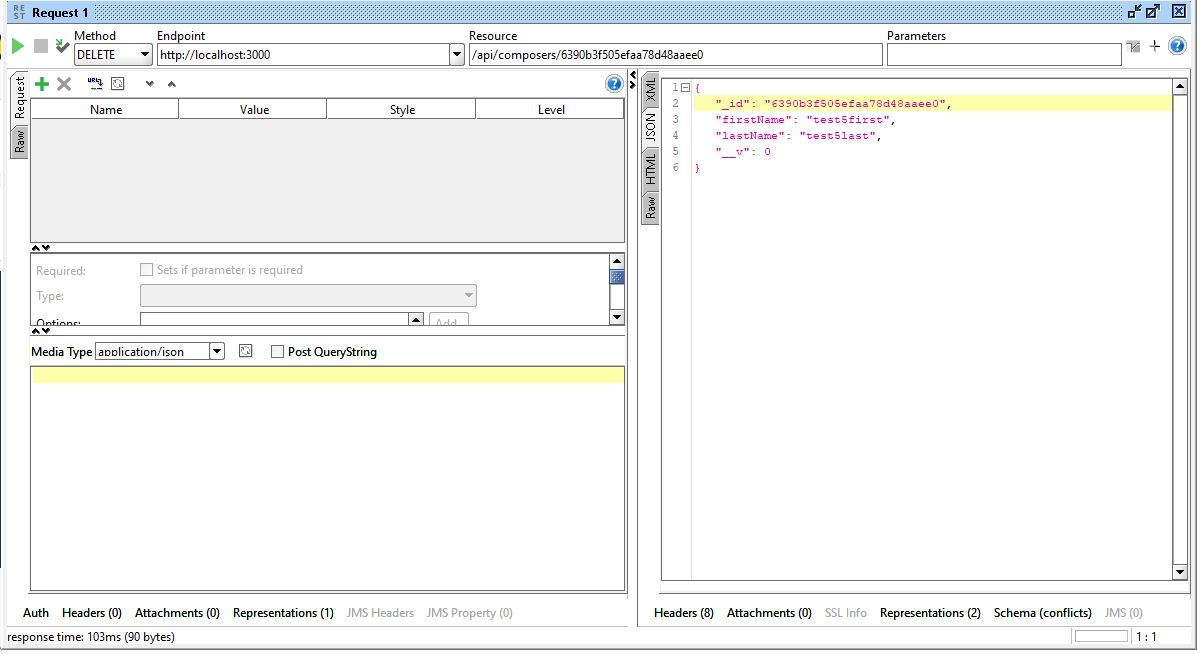 RE
ST
Request 1
Method
Endpoint
Resource
Parameters
DELETE
http://localhost:3000
/api/composers/6390b3f505efaa78d48aaee0
Request
Raw
Name
Value
Style
Level
Required:
Sets if parameter is required
Type:
Options:
Add
Media Type
application/json
Post QueryString
XML
JSON
HTML
Raw
1 {
2 "_id": "6390b3f505efaa78d48aaee0",
3 "firstName": "test5first",
4 "lastName": "test5last",
5 "__v": 0
6 }
Auth Headers (0) Attachments (0) Representations (1) JMS Headers JMS Property (0)
Headers (8) Attachments (0) SSL Info Representations (2) Schema (conflicts) JMS (0)
response time: 103ms (90 bytes)
1 : 1